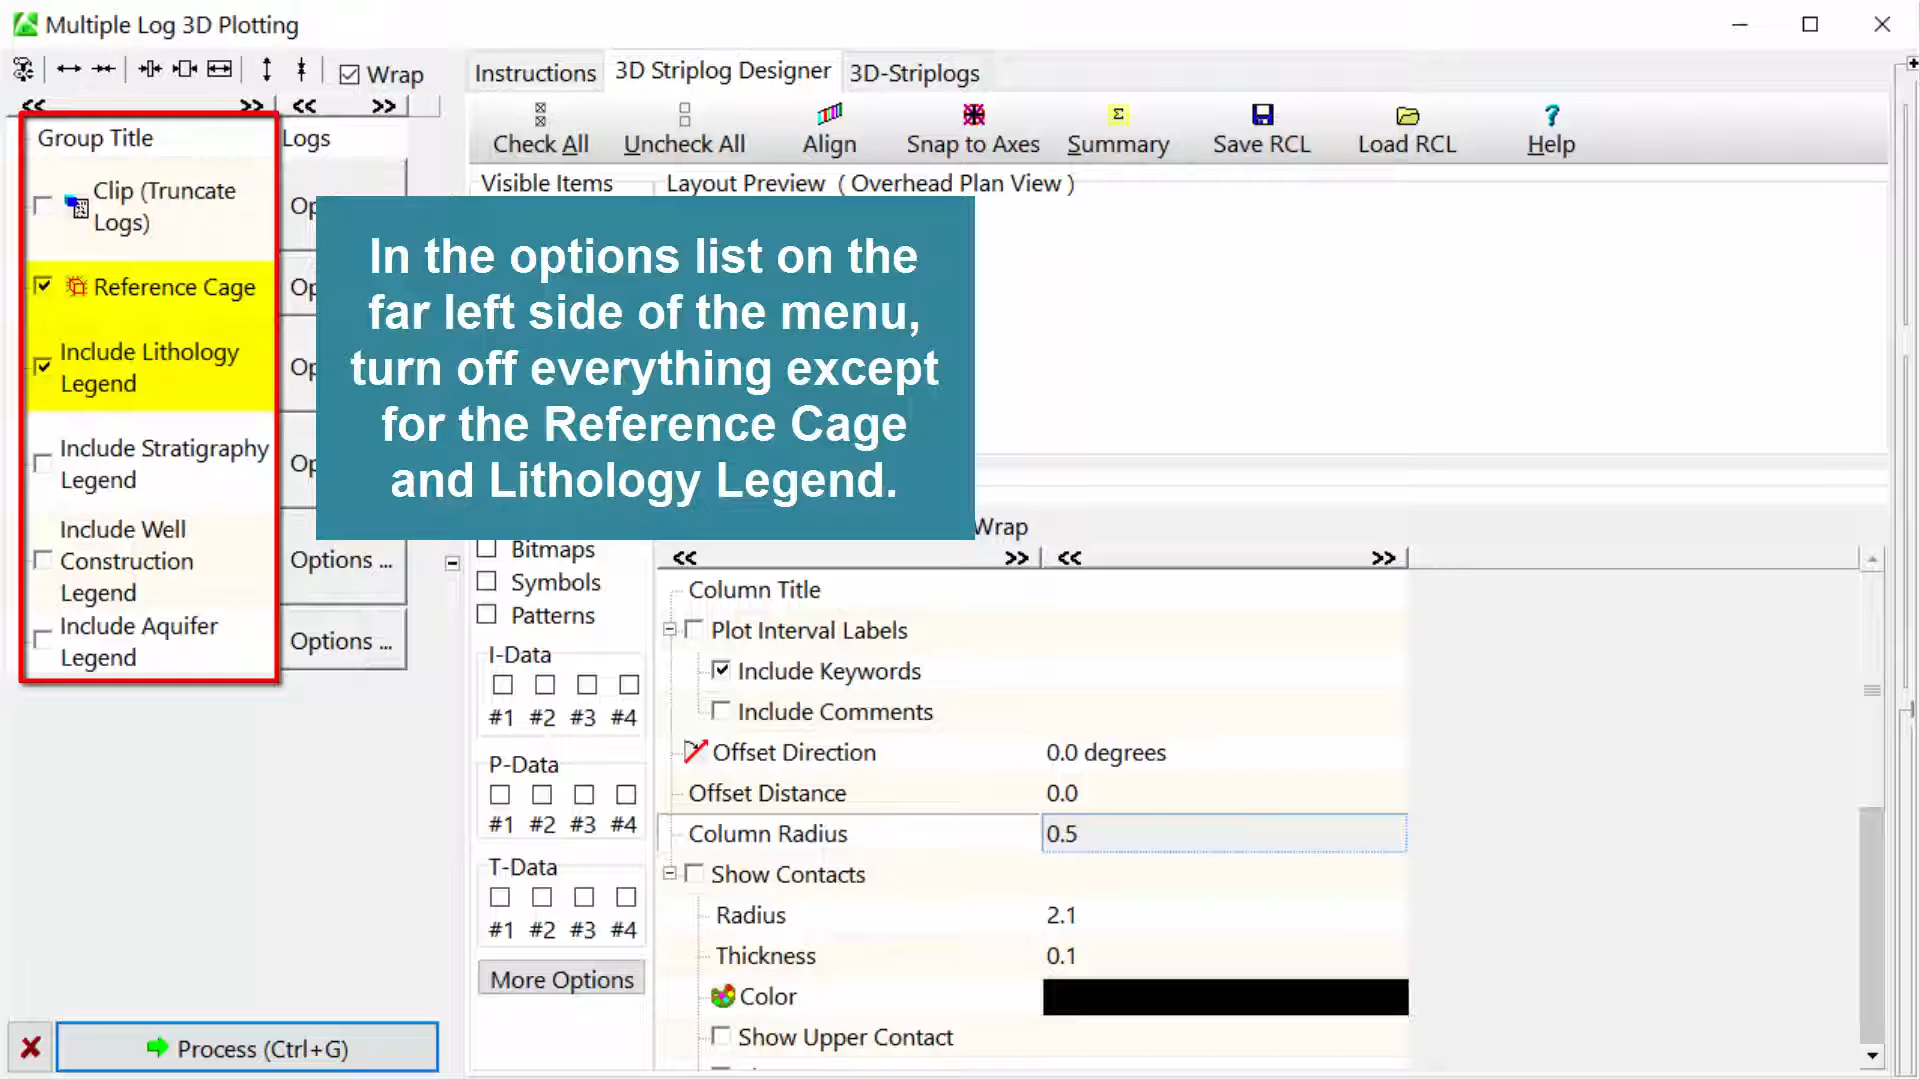 Multiple Log 3D Plotting
Wrap
Instructions
3D Striplog Designer
3D-Striplogs
<< >> << >>
Check All
Uncheck All
Align
Snap to Axes
Summary
Save RCL
Load RCL
Help
Group Title
Logs
Clip (Truncate
Logs)
Op
Reference Cage
Op
Include Lithology
Legend
Op
Include Stratigraphy
Legend
Op
Include Well
Construction
Legend
Options ...
Include Aquifer
Legend
Options ...
Visible Items
Layout Preview ( Overhead Plan View )
In the options list on the
far left side of the menu,
turn off everything except
for the Reference Cage
and Lithology Legend.
Wrap
<< >> << >>
Bitmaps
Symbols
Patterns
I-Data
#1 #2 #3 #4
P-Data
#1 #2 #3 #4
T-Data
#1 #2 #3 #4
More Options
Column Title
Plot Interval Labels
Include Keywords
Include Comments
Offset Direction 0.0 degrees
Offset Distance 0.0
Column Radius 0.5
Show Contacts
Radius 2.1
Thickness 0.1
Color
Show Upper Contact
Process (Ctrl+G)